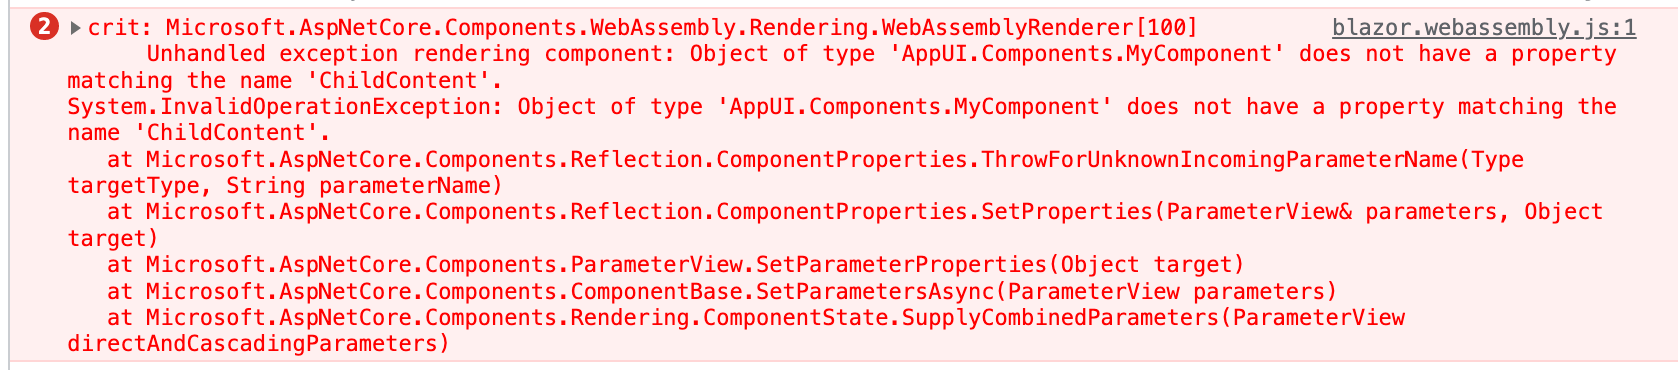 2 ▶ crit: Microsoft.AspNetCore.Components.WebAssembly.Rendering.WebAssemblyRenderer[100] blazor.webassembly.js:1
Unhandled exception rendering component: Object of type 'AppUI.Components.MyComponent' does not have a property
matching the name 'ChildContent'.
System.InvalidOperationException: Object of type 'AppUI.Components.MyComponent' does not have a property matching the
name 'ChildContent'.
at Microsoft.AspNetCore.Components.Reflection.ComponentProperties.ThrowForUnknownIncomingParameterName(Type
targetType, String parameterName)
at Microsoft.AspNetCore.Components.Reflection.ComponentProperties.SetProperties(ParameterView& parameters, Object
target)
at Microsoft.AspNetCore.Components.ParameterView.SetParameterProperties(Object target)
at Microsoft.AspNetCore.Components.ComponentBase.SetParametersAsync(ParameterView parameters)
at Microsoft.AspNetCore.Components.Rendering.ComponentState.SupplyCombinedParameters(ParameterView
directAndCascadingParameters)